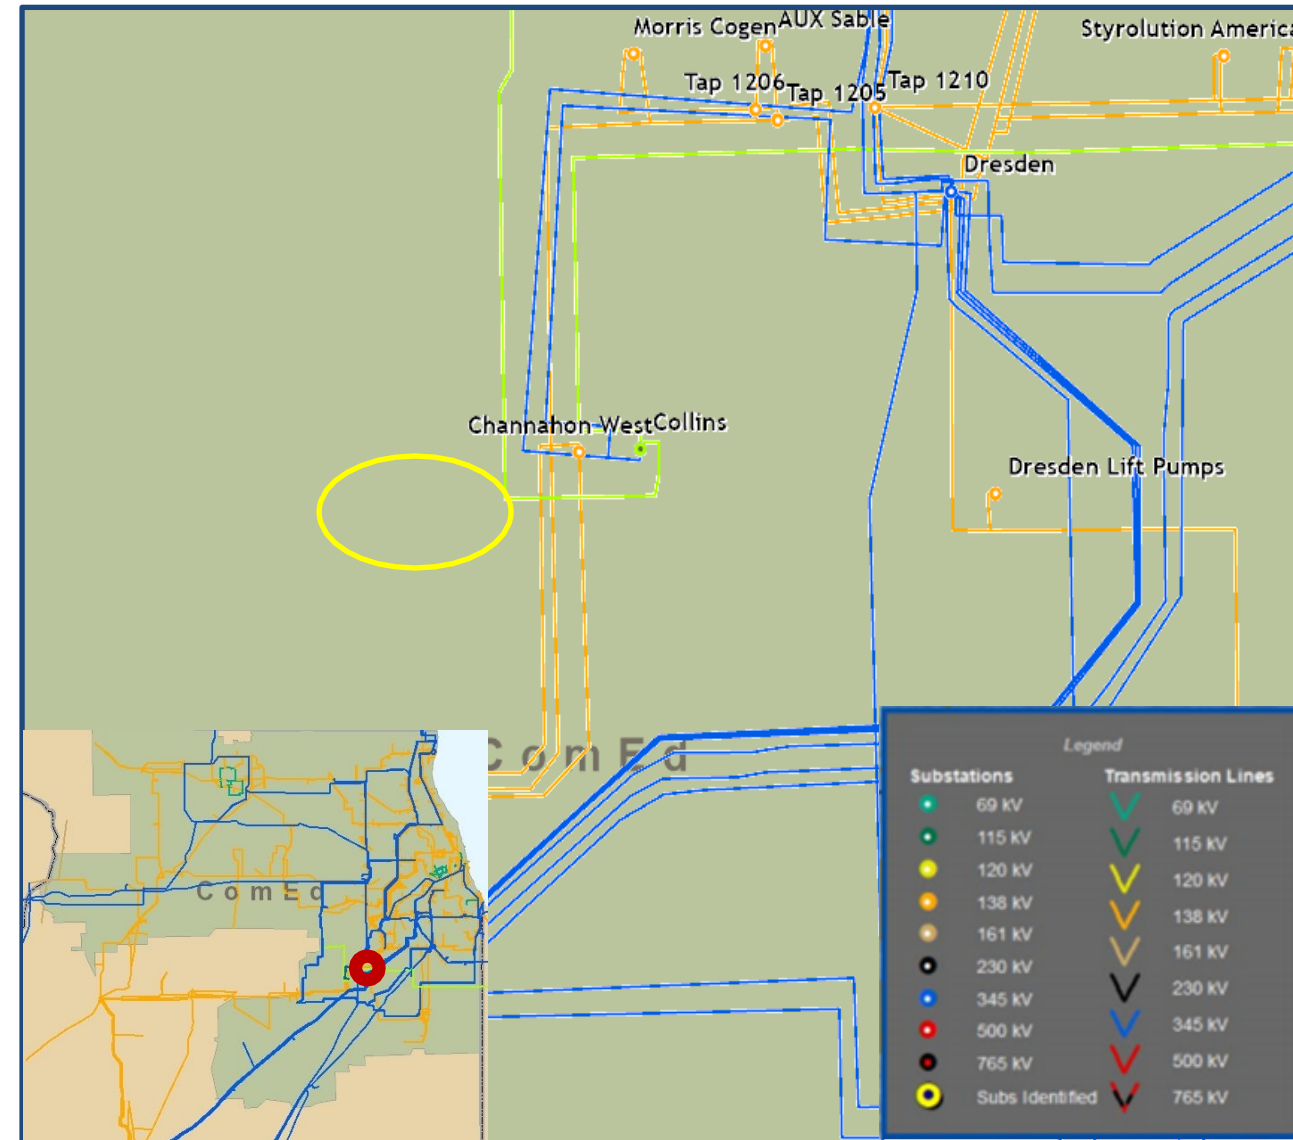 Morris Cogen
AUX Sable
Styrolution America
Tap 1206
Tap 1205
Tap 1210
Dresden
Channahon West
Collins
Dresden Lift Pumps
ComEd
ComEd
Legend
Substations
Transmission Lines
69 kV
69 kV
115 kV
115 kV
120 kV
120 kV
138 kV
138 kV
161 kV
161 kV
230 kV
230 kV
345 kV
345 kV
500 kV
500 kV
765 kV
Subs Identified
765 kV